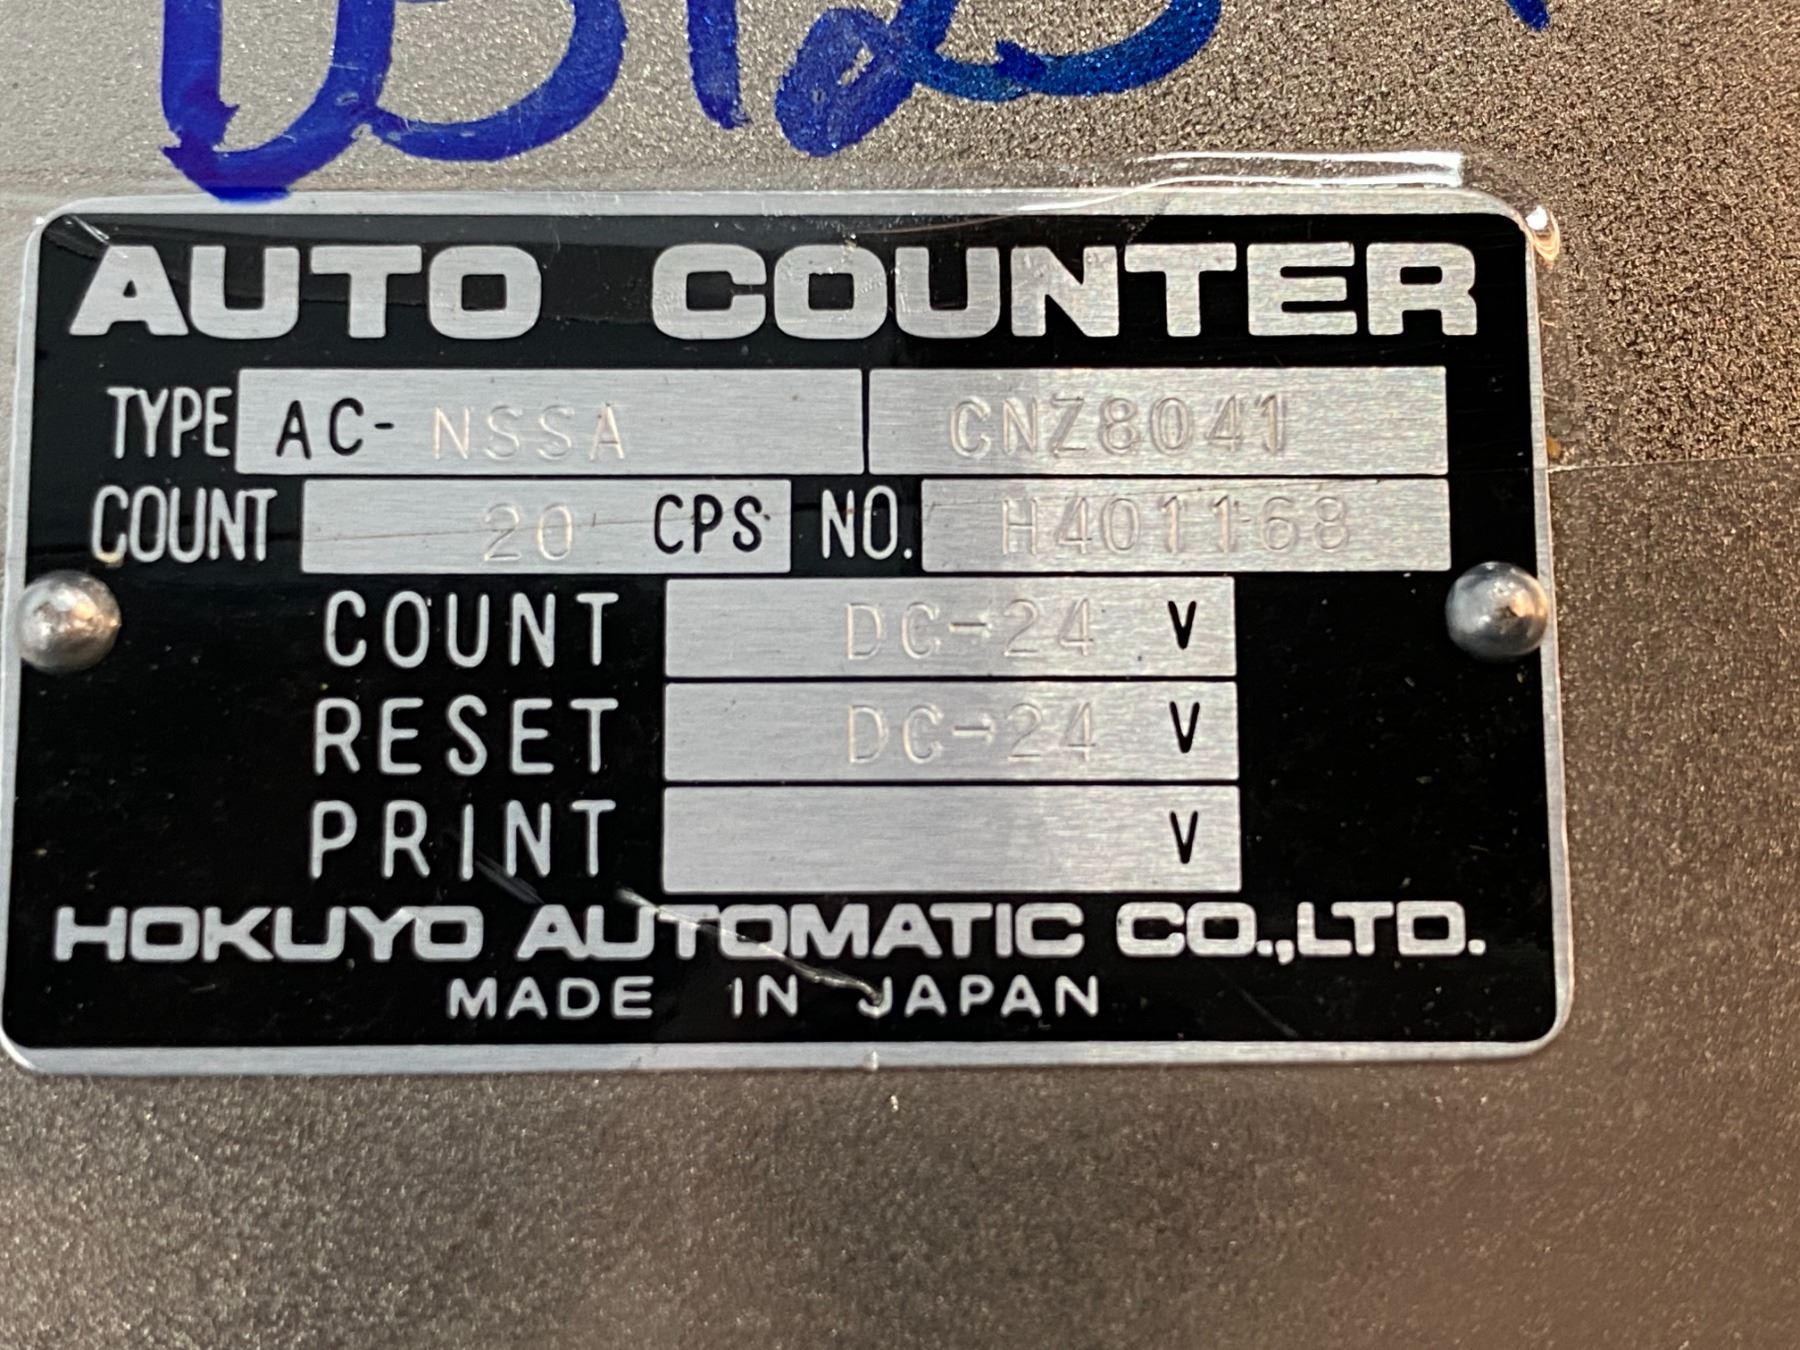 AUTO COUNTER
TYPE AC- NSSA CNZ8041
COUNT 20 CPS NO. H401168
COUNT DC-24 V
RESET DC-24 V
PRINT V
HOKUYO AUTOMATIC CO.,LTD.
MADE IN JAPAN